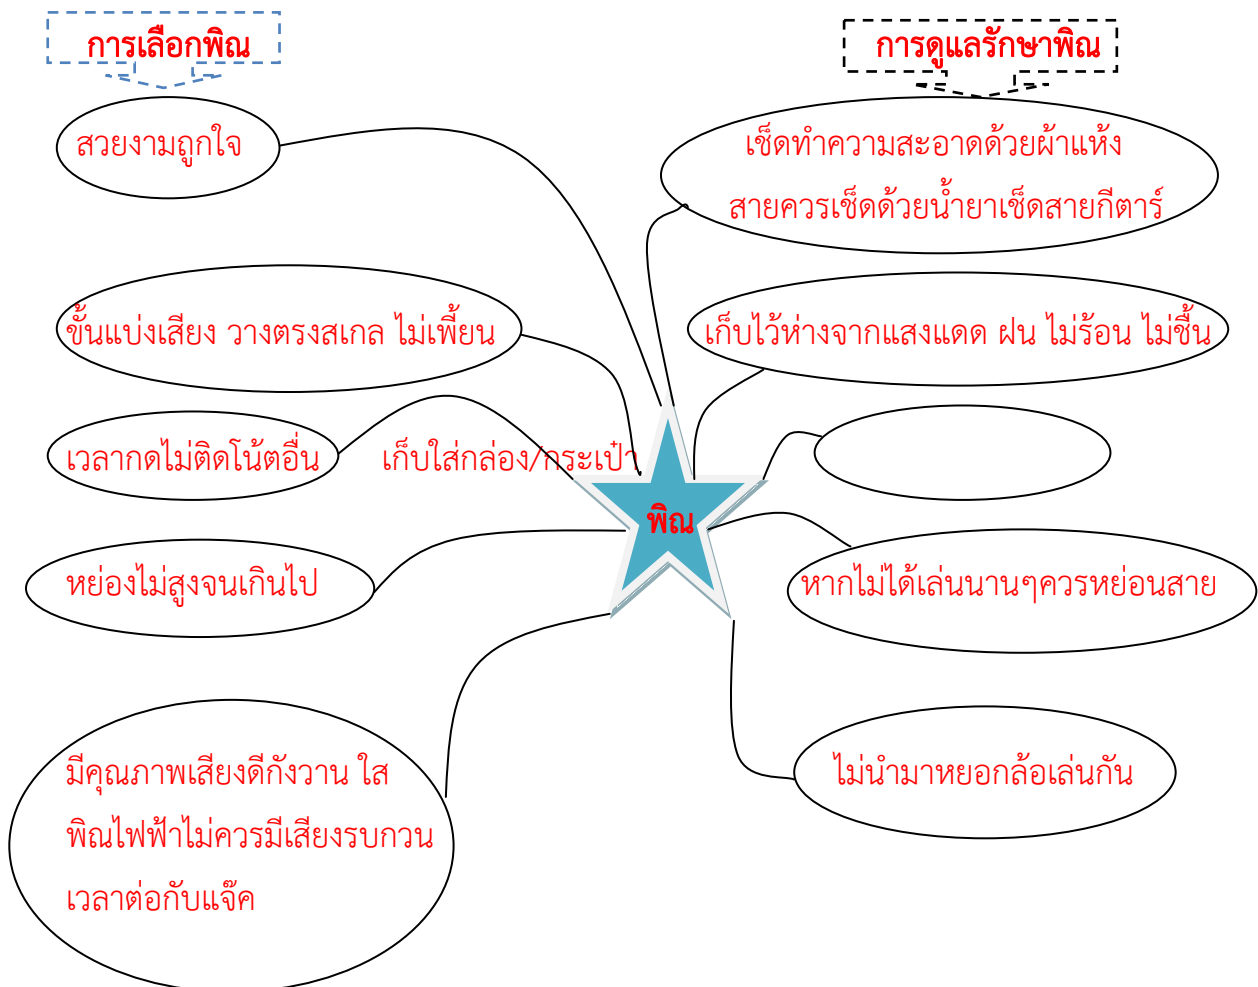 การเลือกพิณ
การดูแลรักษาพิณ
สวยงามถูกใจ
เช็ดทำความสะอาดด้วยผ้าแห้ง
สายควรเช็ดด้วยน้ำยาเช็ดสายกีตาร์
ขั้นแบ่งเสียง วางตรงสเกล ไม่เพี้ยน
เก็บไว้ห่างจากแสงแดด ฝน ไม่ร้อน ไม่ชื้น
เวลากดไม่ติดโน้ตอื่น
เก็บใส่กล่อง/กระเป๋า
พิณ
หย่องไม่สูงจนเกินไป
หากไม่ได้เล่นนานๆควรหย่อนสาย
มีคุณภาพเสียงดีกังวาน ใส
พิณไฟฟ้าไม่ควรมีเสียงรบกวน
เวลาต่อกับแจ๊ค
ไม่นำมาหยอกล้อเล่นกัน